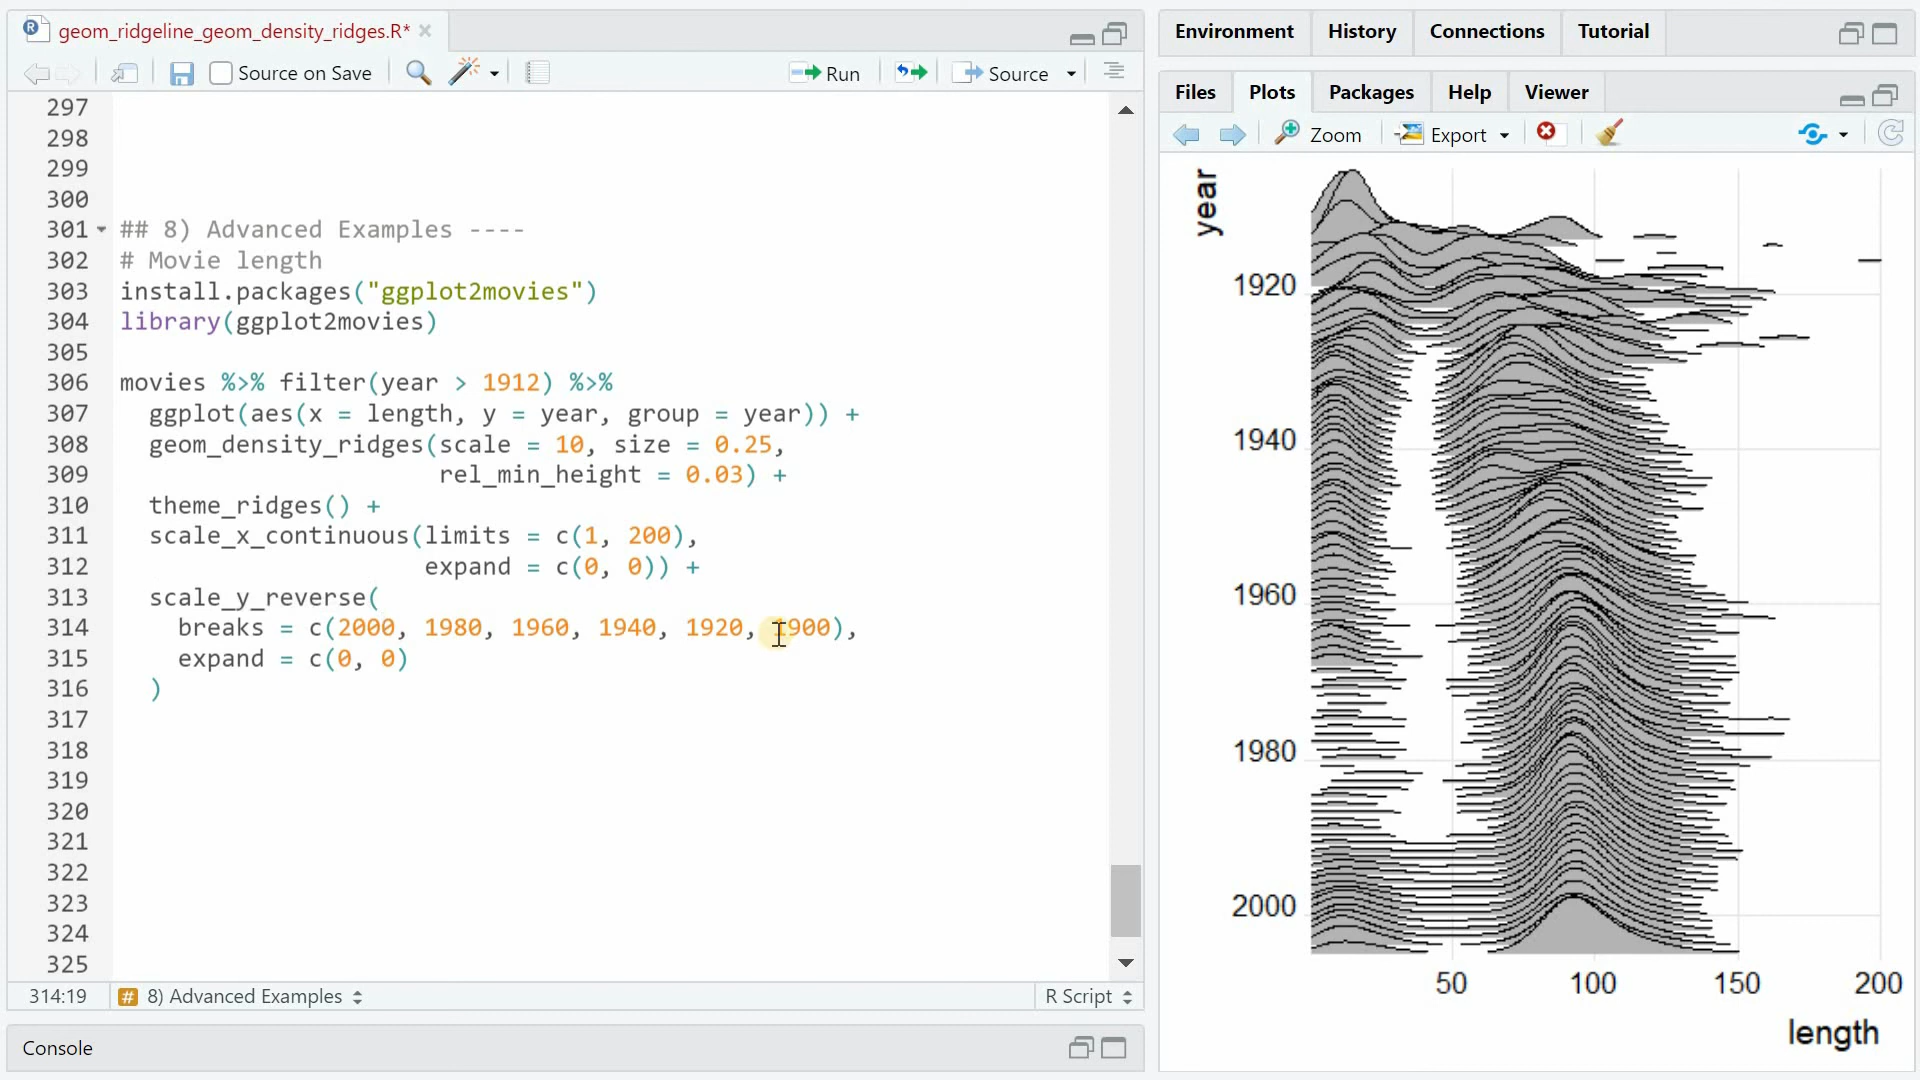 geom_ridgeline_geom_density_ridges.R*
Source on Save
Run
Source
297
298
299
300
301 ## 8) Advanced Examples ----
302 # Movie length
303 install.packages("ggplot2movies")
304 library(ggplot2movies)
305
306 movies %>% filter(year > 1912) %>%
307 ggplot(aes(x = length, y = year, group = year)) +
308 geom_density_ridges(scale = 10, size = 0.25,
309 rel_min_height = 0.03) +
310 theme_ridges() +
311 scale_x_continuous(limits = c(1, 200),
312 expand = c(0, 0)) +
313 scale_y_reverse(
314 breaks = c(2000, 1980, 1960, 1940, 1920, 1900),
315 expand = c(0, 0)
316 )
317
318
319
320
321
322
323
324
325
314:19 # 8) Advanced Examples R Script
Console
Environment History Connections Tutorial
Files Plots Packages Help Viewer
Zoom Export
year
1920
1940
1960
1980
2000
50 100 150 200
length